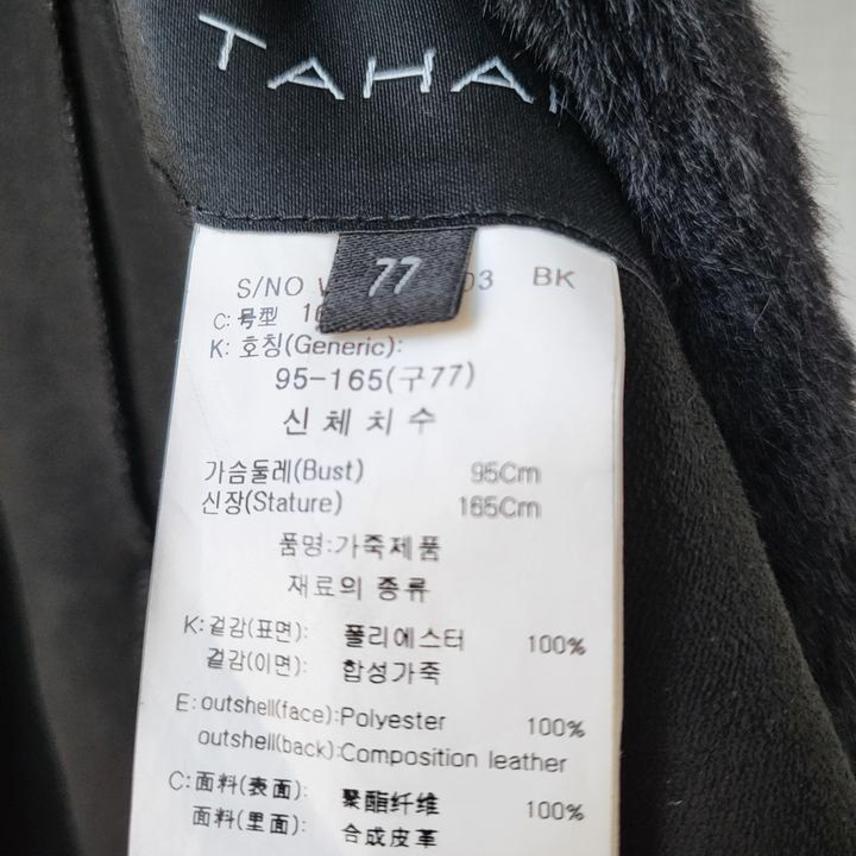 TAHA
77
S/NO 03 BK
C: 号型
K: 호칭(Generic):
95-165(구77)
신체치수
가슴둘레(Bust) 95Cm
신장(Stature) 165Cm
품명:가죽제품
재료의 종류
K: 겉감(표면): 폴리에스터 100%
겉감(이면): 합성가죽
E: outshell(face):Polyester 100%
outshell(back):Composition leather
C: 面料(表面): 聚酯纤维 100%
面料(里面): 合成皮革